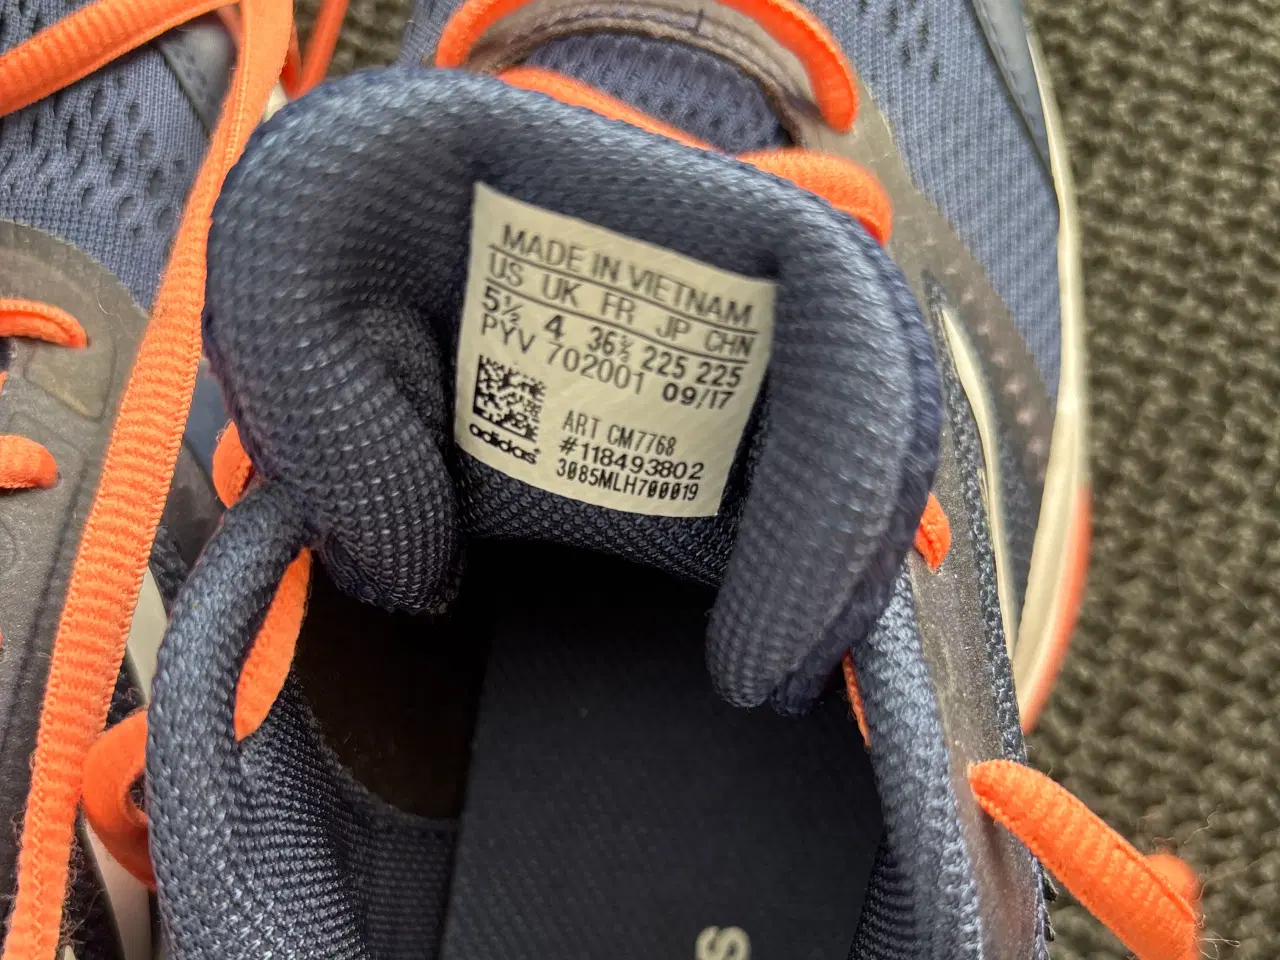 MADE IN VIETNAM
US UK FR JP CHN
5½ 4 36⅔ 225 225
PYV 702001 09/17
ART CM7768
#118493802
3085MLH700019
adidas
S